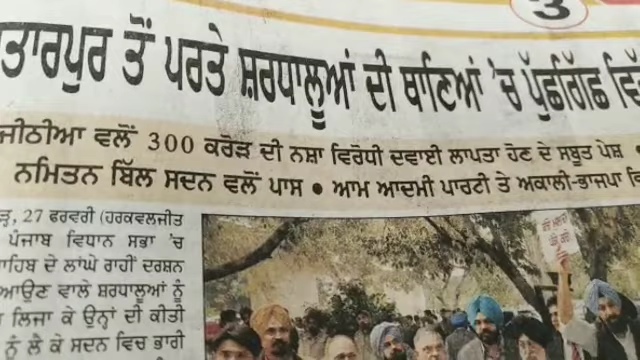 ਤਾਰਪੁਰ ਤੋਂ ਪਰਤੇ ਸ਼ਰਧਾਲੂਆਂ ਦੀ ਥਾਣਿਆਂ 'ਚ ਪੁੱਛਗਿੱਛ
ਜੀਠੀਆ ਵਲੋਂ 300 ਕਰੋੜ ਦੀ ਨਸ਼ਾ ਵਿਰੋਧੀ ਦਵਾਈ ਲਾਪਤਾ ਹੋਣ ਦੇ ਸਬੂਤ ਪੇਸ਼ •
ਨਮਿਤਨ ਬਿੱਲ ਸਦਨ ਵਲੋਂ ਪਾਸ • ਆਮ ਆਦਮੀ ਪਾਰਟੀ ਤੇ ਅਕਾਲੀ-ਭਾਜਪਾ
27 ਫਰਵਰੀ (ਹਰਕਵਲਜੀਤ
ਪੰਜਾਬ ਵਿਧਾਨ ਸਭਾ 'ਚ
ਾਹਿਬ ਦੇ ਲਾਂਘੇ ਰਾਹੀਂ ਦਰਸ਼ਨ
ਆਉਣ ਵਾਲੇ ਸ਼ਰਧਾਲੂਆਂ ਨੂੰ
ਲਿਜਾ ਕੇ ਉਨ੍ਹਾਂ ਦੀ ਕੀਤੀ
ਨੂੰ ਲੈ ਕੇ ਸਦਨ ਵਿਚ ਭਾਰੀ